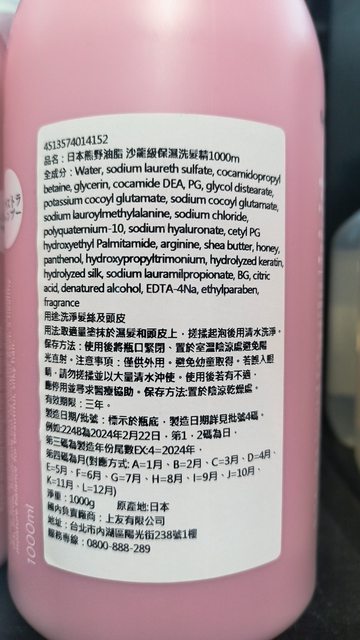 4513574014152
品名：日本熊野油脂 沙龍級保濕洗髮精1000m
全成分：Water, sodium laureth sulfate, cocamidopropyl
betaine, glycerin, cocamide DEA, PG, glycol distearate,
potassium cocoyl glutamate, sodium cocoyl glutamate,
sodium lauroylmethylalanine, sodium chloride,
polyquaternium-10, sodium hyaluronate, cetyl PG
hydroxyethyl Palmitamide, arginine, shea butter, honey,
panthenol, hydroxypropyltrimonium, hydrolyzed keratin,
hydrolyzed silk, sodium lauramilpropionate, BG, citric
acid, denatured alcohol, EDTA-4Na, ethylparaben,
fragrance
用途:洗淨髮絲及頭皮
用法:取適量塗抹於濕髮和頭皮上，搓揉起泡後用清水洗淨。
保存方法：使用後將瓶口緊閉、置於室溫陰涼處避免陽
光直射。注意事項：僅供外用。避免幼童取得。若誤入眼
睛，請勿搓揉並以大量清水沖使。使用後若有不適，
應停用並尋求醫療協助。保存方法:置於陰涼乾燥處。
有效期限：三年。
製造日期/批號：標示於瓶底，製造日期詳見批號4碼。
例如:2248為2024年2月22日，第1，2碼為日，
第三碼為製造年份尾數EX:4=2024年，
第四碼為月(對應方式: A=1月、B=2月、C=3月、D=4月、
E=5月、F=6月、G=7月、H=8月、I=9月、J=10月、
K=11月、L=12月)
淨重：1000g 原產地:日本
國內負責廠商：上友有限公司
地址：台北市內湖區陽光街238號1樓
服務專線：0800-888-289
1000ml